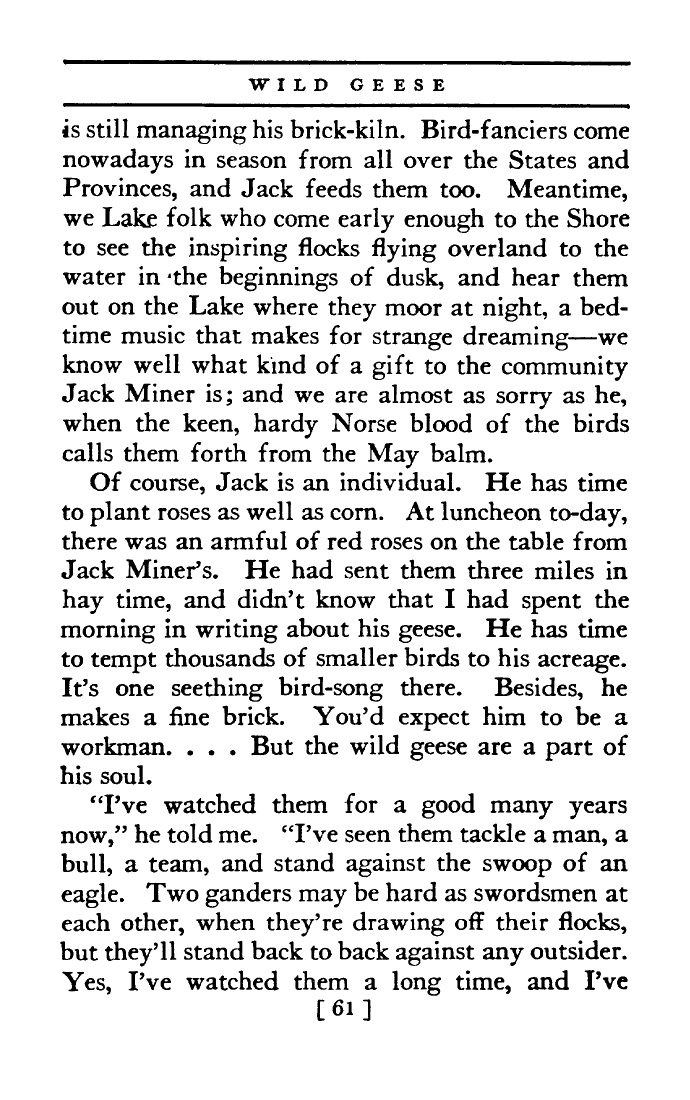 WILD GEESE
is still managing his brick-kiln. Bird-fanciers come
nowadays in season from all over the States and
Provinces, and Jack feeds them too. Meantime,
we Lake folk who come early enough to the Shore
to see the inspiring flocks flying overland to the
water in the beginnings of dusk, and hear them
out on the Lake where they moor at night, a bed-
time music that makes for strange dreaming—we
know well what kind of a gift to the community
Jack Miner is; and we are almost as sorry as he,
when the keen, hardy Norse blood of the birds
calls them forth from the May balm.
Of course, Jack is an individual. He has time
to plant roses as well as corn. At luncheon to-day,
there was an armful of red roses on the table from
Jack Miner's. He had sent them three miles in
hay time, and didn't know that I had spent the
morning in writing about his geese. He has time
to tempt thousands of smaller birds to his acreage.
It's one seething bird-song there. Besides, he
makes a fine brick. You'd expect him to be a
workman. . . . But the wild geese are a part of
his soul.
"I've watched them for a good many years
now," he told me. "I've seen them tackle a man, a
bull, a team, and stand against the swoop of an
eagle. Two ganders may be hard as swordsmen at
each other, when they're drawing off their flocks,
but they'll stand back to back against any outsider.
Yes, I've watched them a long time, and I've
[ 61 ]